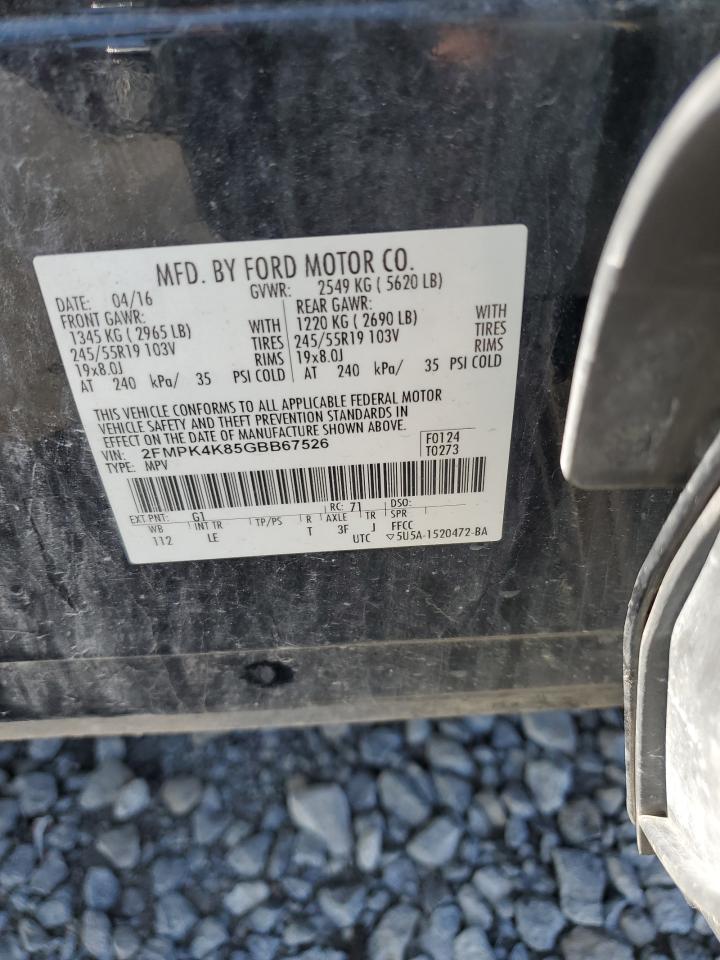 MFD. BY FORD MOTOR CO.
DATE: 04/16 GVWR: 2549 KG ( 5620 LB)
FRONT GAWR: REAR GAWR:
1345 KG ( 2965 LB) WITH 1220 KG ( 2690 LB) WITH
245/55R19 103V TIRES 245/55R19 103V TIRES
19x8.0J RIMS 19x8.0J RIMS
AT 240 kPa/ 35 PSI COLD AT 240 kPa/ 35 PSI COLD
THIS VEHICLE CONFORMS TO ALL APPLICABLE FEDERAL MOTOR
VEHICLE SAFETY AND THEFT PREVENTION STANDARDS IN
EFFECT ON THE DATE OF MANUFACTURE SHOWN ABOVE.
VIN: 2FMPK4K85GBB67526 F0124
TYPE: MPV T0273
EXT PNT: G1 RC: 71 DSO:
WB INT TR TP/PS R AXLE TR SPR
112 LE T 3F J FFCC
UTC ▽5U5A-1520472-BA